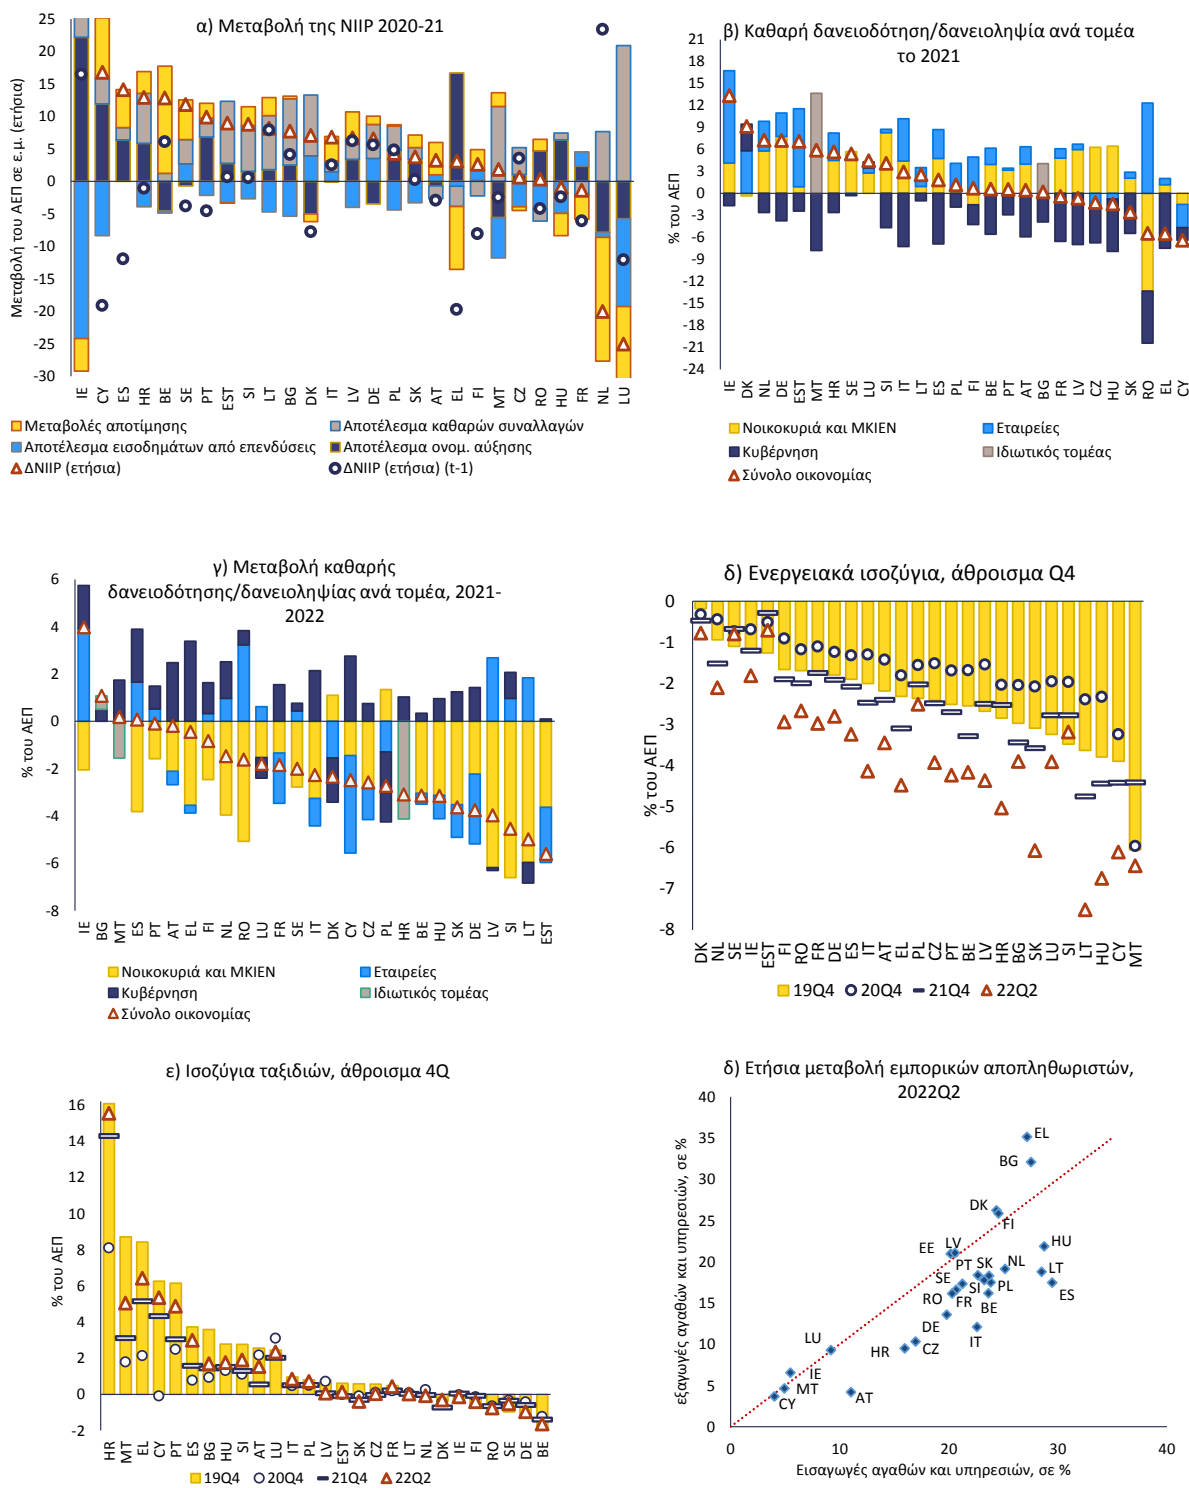 α) Μεταβολή της NIIP 2020-21
Μεταβολή του ΑΕΠ σε ε.μ. (ετήσια)
25
20
15
10
5
0
-5
-10
-15
-20
-25
-30
IE CY ES HR BE SE PT EST SI LT BG DK IT LV DE PL AT EL FI MT CZ RO HU FR NL LU
Μεταβολές αποτίμησης
Αποτέλεσμα καθαρών συναλλαγών
Αποτέλεσμα εισοδημάτων από επενδύσεις
Αποτέλεσμα ονομ. αύξησης
ΔNIIP (ετήσια)
ΔNIIP (ετήσια) (t-1)
β) Καθαρή δανειοδότηση/δανειοληψία ανά τομέα
το 2021
% του ΑΕΠ
21
18
15
12
9
6
3
0
-3
-6
-9
-12
-15
-18
-21
-24
IE DK NL DE EST MT HR SE LU SI IT LT ES PL FI BE PT AT BG FR LV CZ HU SK RO EL CY
Νοικοκυριά και ΜΚΙΕΝ
Εταιρείες
Κυβέρνηση
Ιδιωτικός τομέας
Σύνολο οικονομίας
γ) Μεταβολή καθαρής
δανειοδότησης/δανειοληψίας ανά τομέα, 2021-
2022
% του ΑΕΠ
6
4
2
0
-2
-4
-6
-8
IE BG MT ES PT AT EL FI NL RO LU FR SE IT DK CY CZ PL HR BE HU SK DE LV SI LT EST
Νοικοκυριά και ΜΚΙΕΝ
Εταιρείες
Κυβέρνηση
Ιδιωτικός τομέας
Σύνολο οικονομίας
δ) Ενεργειακά ισοζύγια, άθροισμα Q4
% του ΑΕΠ
0
-1
-2
-3
-4
-5
-6
-7
-8
DK NL SE IE EST FI RO FR DE ES IT AT EL PL CZ PT BE LV HR BG SK LU SI LT HU CY MT
19Q4 20Q4 21Q4 22Q2
ε) Ισοζύγια ταξιδιών, άθροισμα 4Q
% του ΑΕΠ
16
14
12
10
8
6
4
2
0
-2
HR MT EL CY PT ES BG HU SI AT LU IT PL LV EST SK CZ FR LT NL DK IE FI RO SE DE BE
19Q4 20Q4 21Q4 22Q2
δ) Ετήσια μεταβολή εμπορικών αποπληθωριστών,
2022Q2
εξαγωγές αγαθών και υπηρεσιών, σε %
40
35
30
25
20
15
10
5
0
EL
BG
DK
FI
HU
EE LV
PT SK NL
LT
SE SI PL ES
RO FR BE
DE IT
LU HR CZ
IE
MT AT
CY
0 10 20 30 40
Εισαγωγές αγαθών και υπηρεσιών, σε %